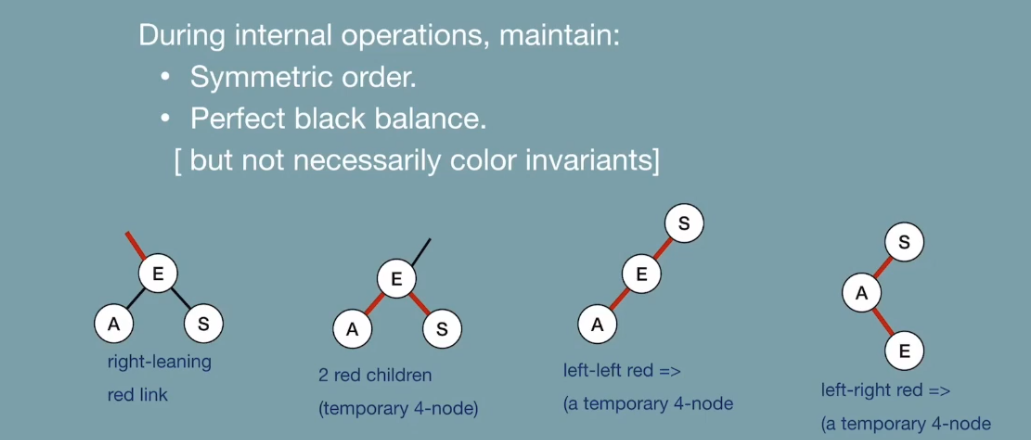 During internal operations, maintain:
• Symmetric order.
• Perfect black balance.
[ but not necessarily color invariants]
E
A
S
right-leaning
red link
E
A
S
2 red children
(temporary 4-node)
S
E
A
left-left red =>
(a temporary 4-node
S
A
E
left-right red =>
(a temporary 4-node